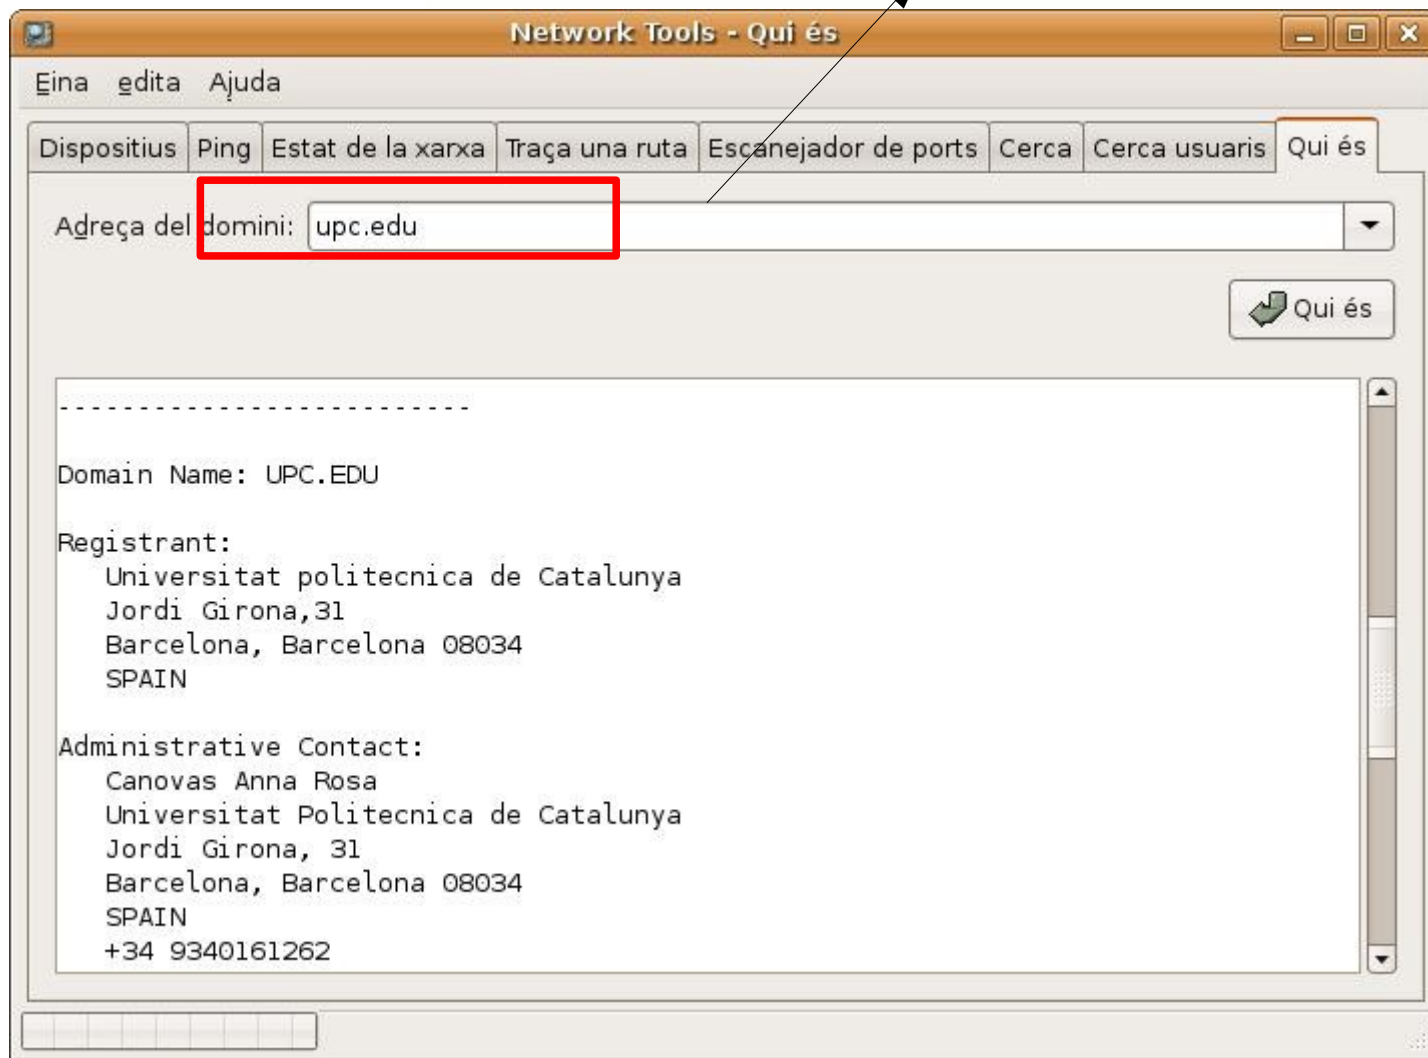 Network Tools - Qui és
Eina edita Ajuda
Dispositius Ping Estat de la xarxa Traça una ruta Escanejador de ports Cerca Cerca usuaris Qui és
Adreça del domini: upc.edu
Qui és
--------------------------
Domain Name: UPC.EDU
Registrant:
Universitat politecnica de Catalunya
Jordi Girona,31
Barcelona, Barcelona 08034
SPAIN
Administrative Contact:
Canovas Anna Rosa
Universitat Politecnica de Catalunya
Jordi Girona, 31
Barcelona, Barcelona 08034
SPAIN
+34 9340161262